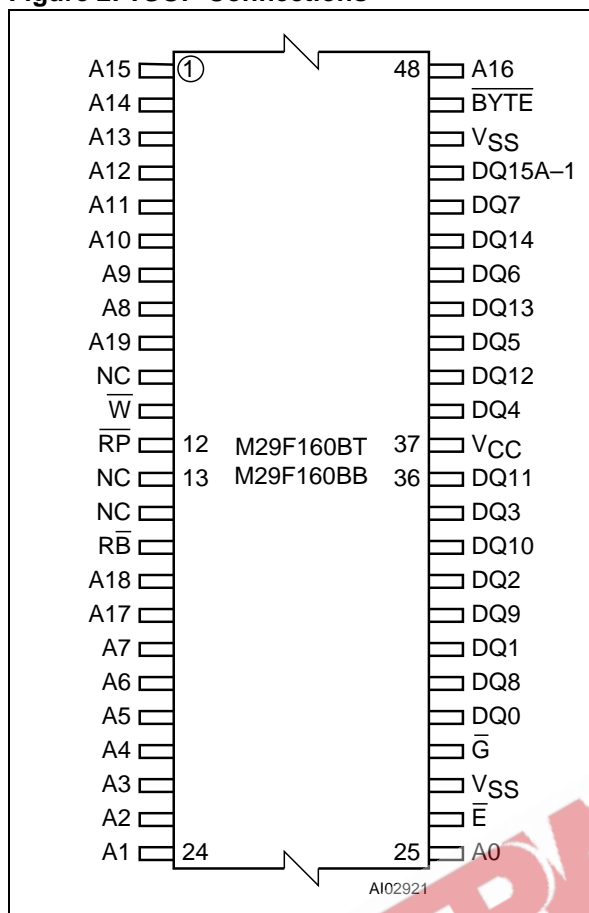 Figure 2. TSOP Connections
A15 1 48 A16
A14 B̅Y̅T̅E̅
A13 VSS
A12 DQ15A–1
A11 DQ7
A10 DQ14
A9 DQ6
A8 DQ13
A19 DQ5
NC DQ12
W̅ DQ4
R̅P̅ 12 M29F160BT 37 VCC
NC 13 M29F160BB 36 DQ11
NC DQ3
RB̅ DQ10
A18 DQ2
A17 DQ9
A7 DQ1
A6 DQ8
A5 DQ0
A4 G̅
A3 VSS
A2 E̅
A1 24 25 A0
AI02921